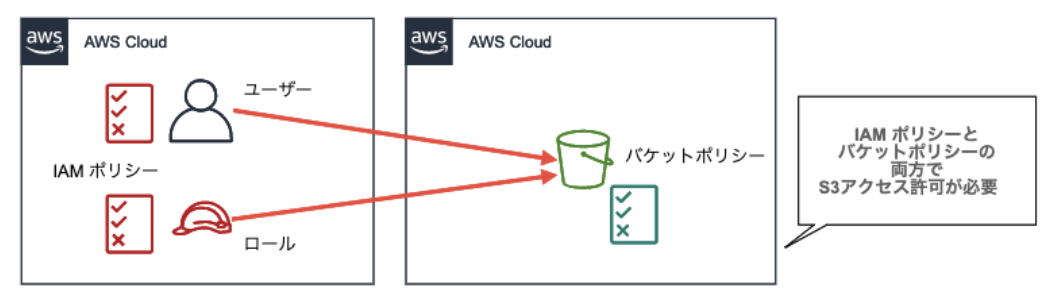 aws
AWS Cloud
ユーザー
IAM ポリシー
ロール
aws
AWS Cloud
バケットポリシー
IAM ポリシーと
バケットポリシーの
両方で
S3アクセス許可が必要